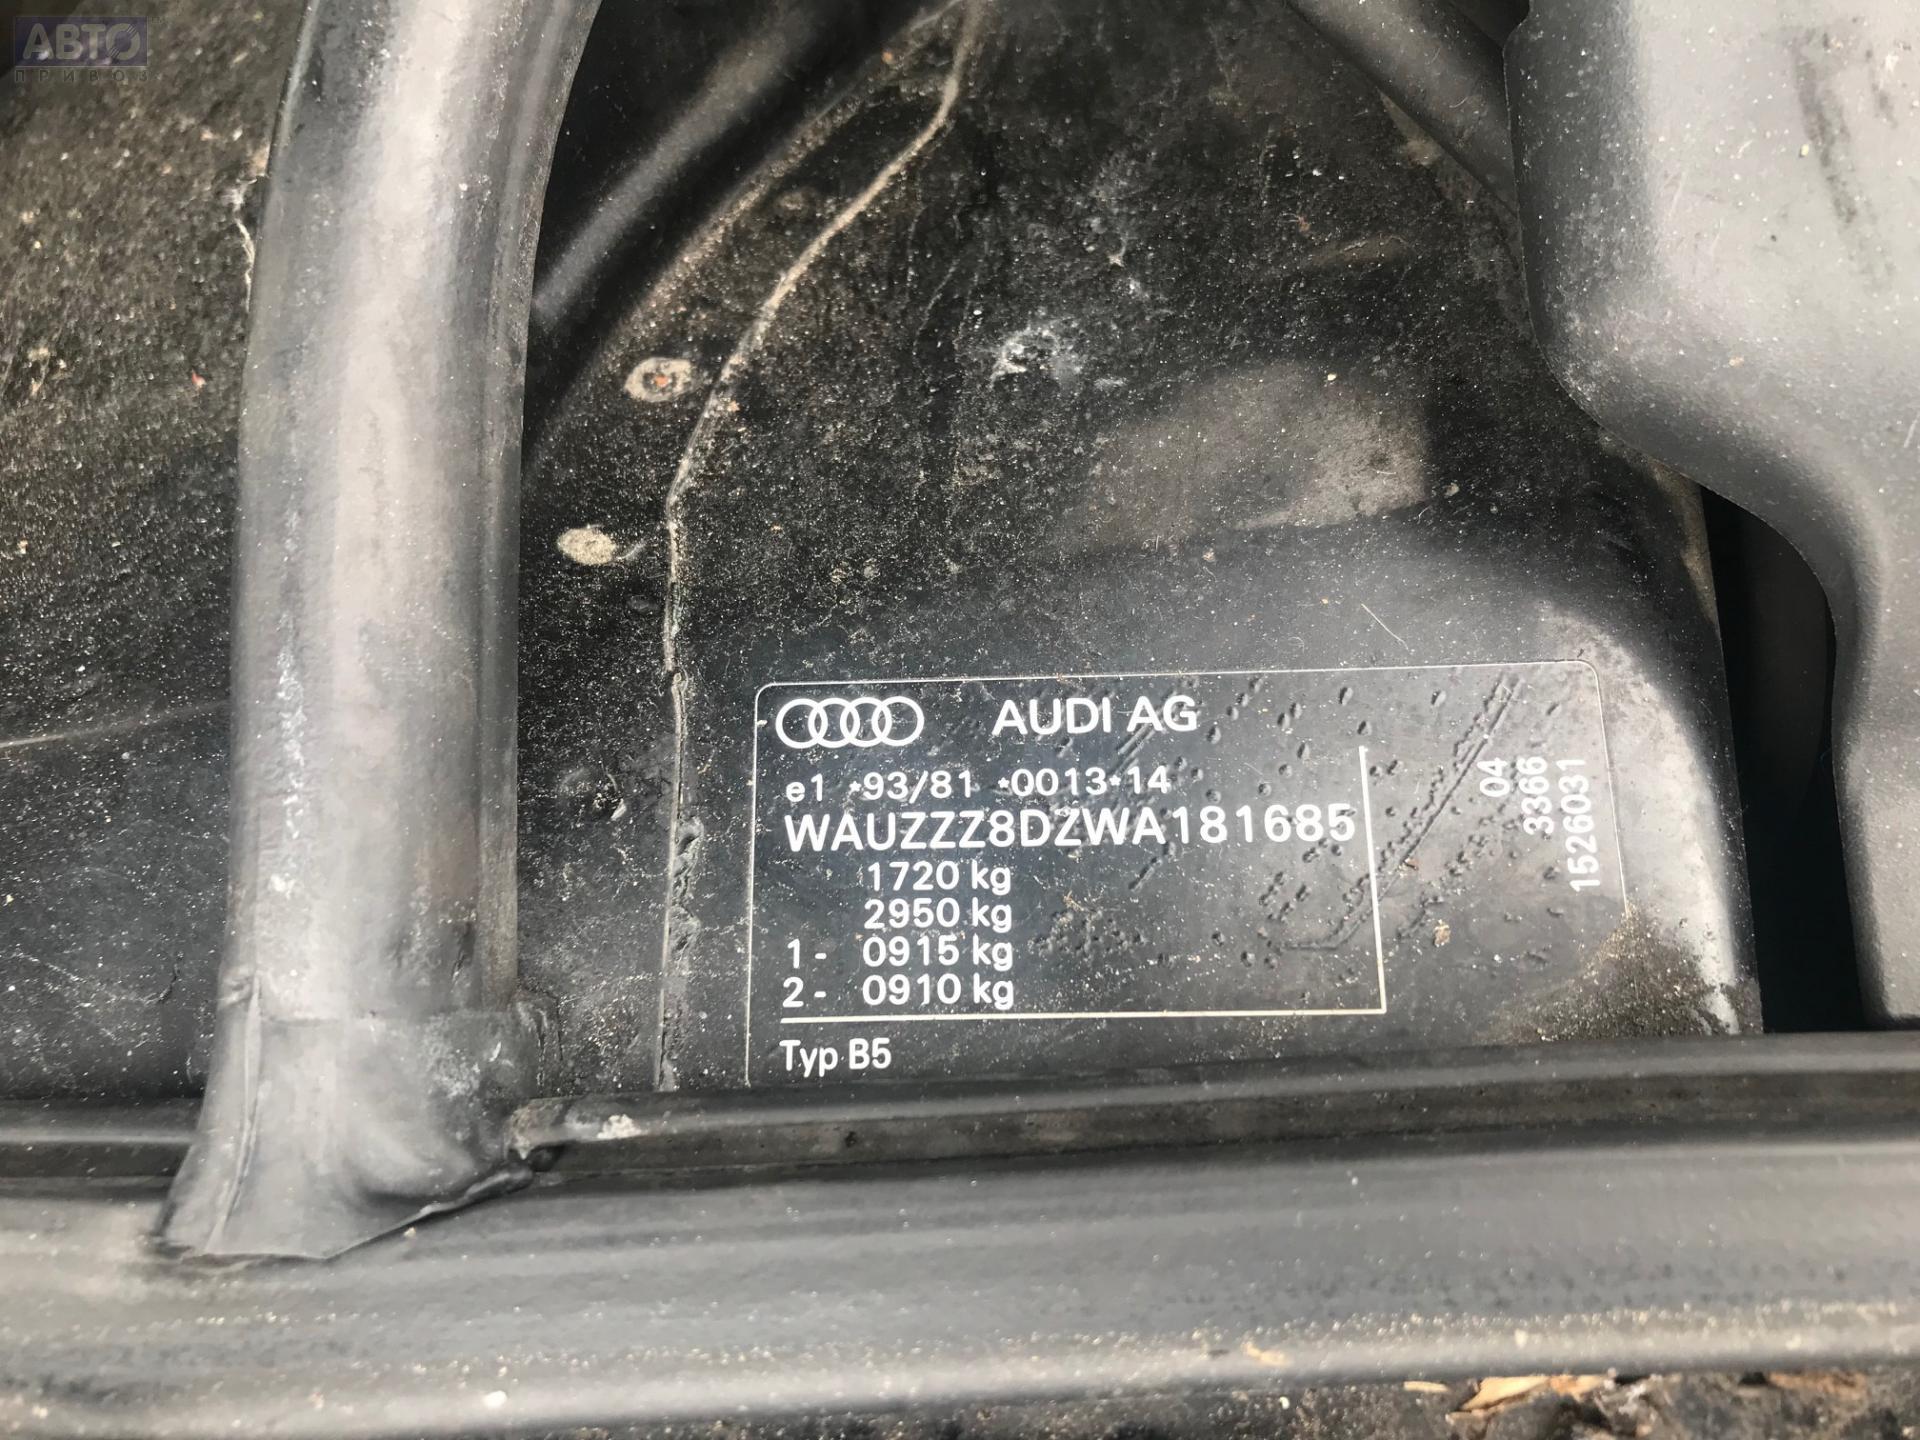 АВТО
ПРИВОЗ
AUDI AG
e1 *93/81 *0013*14
WAUZZZ8DZWA181685
1720 kg
2950 kg
1- 0915 kg
2- 0910 kg
Typ B5
04
3366
1526031